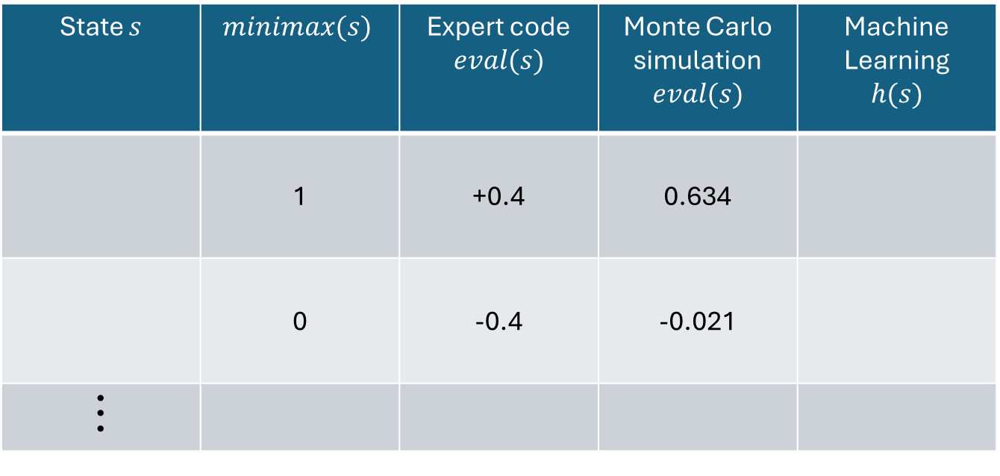 State s
minimax(s)
Expert code
eval(s)
Monte Carlo
simulation
eval(s)
Machine
Learning
h(s)
1
+0.4
0.634
0
-0.4
-0.021
⋮